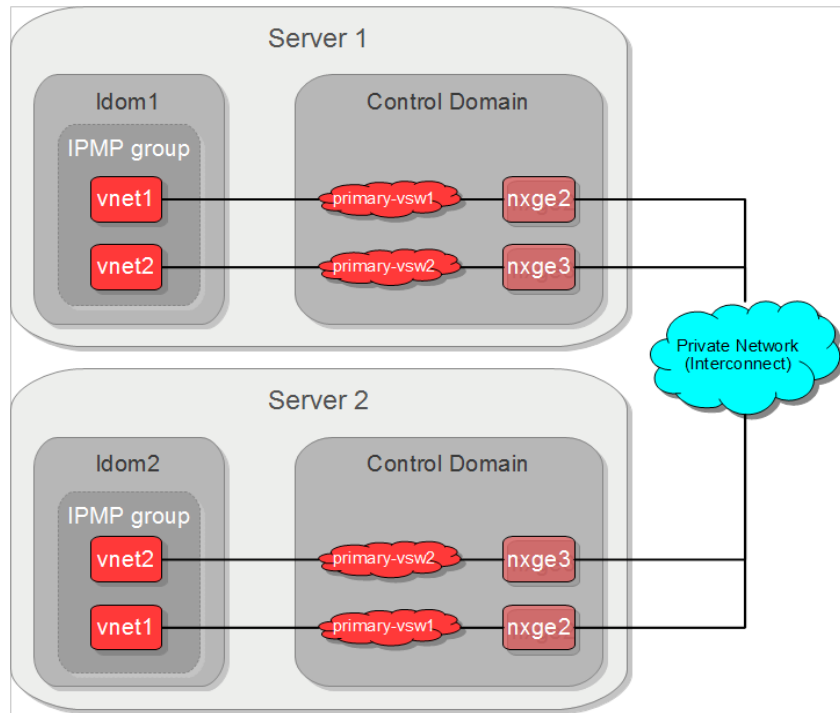 Server 1
ldom1
Control Domain
IPMP group
vnet1
primary-vsw1
nxge2
vnet2
primary-vsw2
nxge3
Private Network
(Interconnect)
Server 2
ldom2
Control Domain
IPMP group
vnet2
primary-vsw2
nxge3
vnet1
primary-vsw1
nxge2